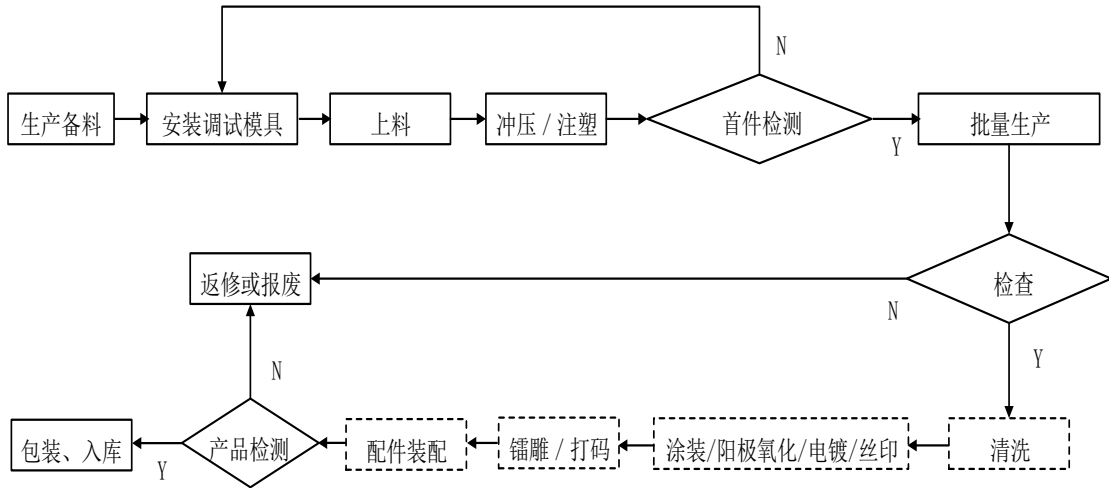 N
生产备料
安装调试模具
上料
冲压 / 注塑
首件检测
Y
批量生产
返修或报废
N
检查
Y
N
包装、入库
Y
产品检测
配件装配
镭雕 / 打码
涂装/阳极氧化/电镀/丝印
清洗